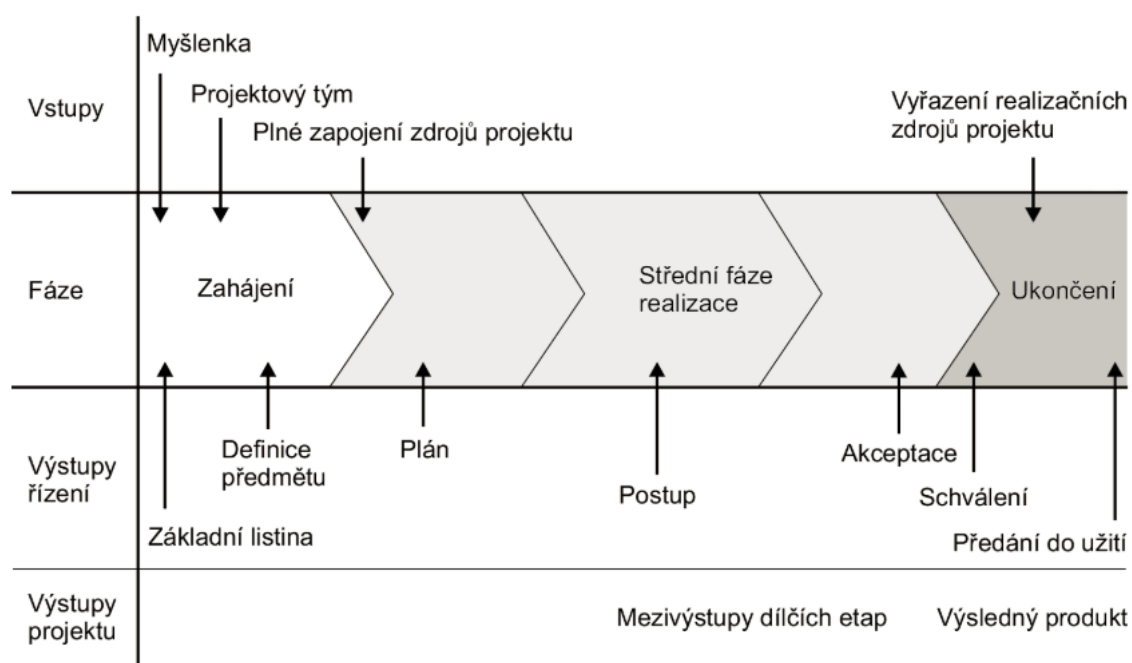 Vstupy
Myšlenka
Projektový tým
Plné zapojení zdrojů projektu
Vyřazení realizačních
zdrojů projektu
Fáze
Zahájení
Střední fáze
realizace
Ukončení
Výstupy
řízení
Základní listina
Definice
předmětu
Plán
Postup
Akceptace
Schválení
Předání do užití
Výstupy
projektu
Mezivýstupy dílčích etap
Výsledný produkt